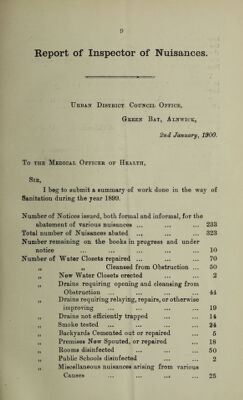 9
Report of Inspector of Nuisances.
Urban District Council Office,
Green Bat, Alnwick,
2nd January, 1900.
To the Medical Officer of Health,
Sir,
I beg to submit a summary of work done in the way of
Sanitation during the year 1899.
Number of Notices issued, both formal and informal, for the
abatement of various nuisances ... ... ... 233
Total number of Nuisances abated ... ... ... 323
Number remaining on the books in progress and under
notice ... ... ... ... ... 10
Number of Water Closets repaired ... ... ... 70
„ „ Cleansed from Obstruction ... 50
„ New Water Closets erected ... ... 2
„ Drains requiring opening and cleansing from
Obstruction ... ... ... ... 44
„ Drains requiring relaying, repairs, or otherwise
improving ... ... ... ... 19
„ Drains not efficiently trapped ... ... 14
„ Smoke tested ... ... ... ... 24
„ Backyards Cemented out or repaired ... 5
„ Premises New Spouted, or repaired ... 18
„ Rooms disinfected ... ... ... 50
„ Public Schools disinfected ... ... 2
„ Miscellaneous nuisances arising from various
Causes ... ... ... ... 25